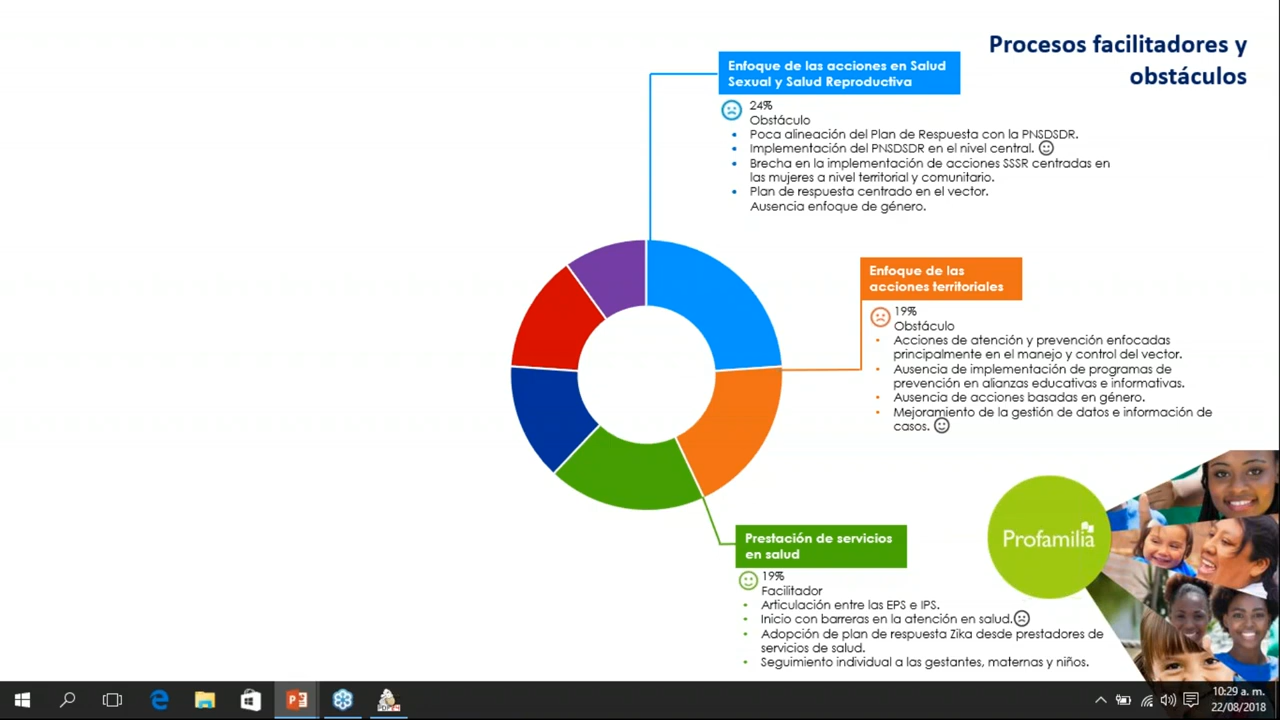 Procesos facilitadores y
obstáculos
Enfoque de las acciones en Salud
Sexual y Salud Reproductiva
24%
Obstáculo
• Poca alineación del Plan de Respuesta con la PNSDSDR.
• Implementación del PNSDSDR en el nivel central.
• Brecha en la implementación de acciones SSSR centradas en
las mujeres a nivel territorial y comunitario.
• Plan de respuesta centrado en el vector.
Ausencia enfoque de género.
Enfoque de las
acciones territoriales
19%
Obstáculo
• Acciones de atención y prevención enfocadas
principalmente en el manejo y control del vector.
• Ausencia de implementación de programas de
prevención en alianzas educativas e informativas.
• Ausencia de acciones basadas en género.
• Mejoramiento de la gestión de datos e información de
casos.
Prestación de servicios
en salud
19%
Facilitador
• Articulación entre las EPS e IPS.
• Inicio con barreras en la atención en salud.
• Adopción de plan de respuesta Zika desde prestadores de
servicios de salud.
• Seguimiento individual a las gestantes, maternas y niños.
Profamilia
10:29 a. m.
22/08/2018